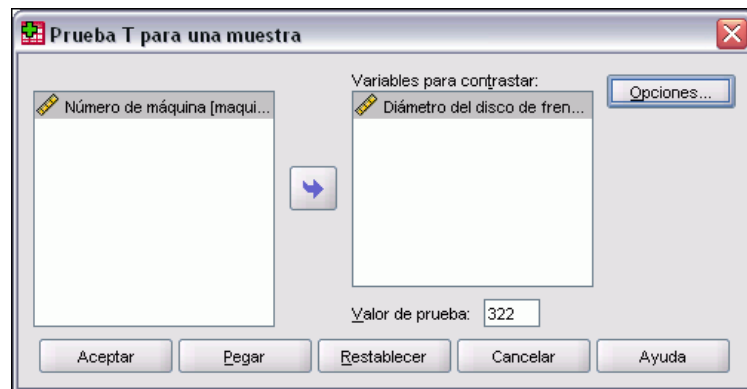 Prueba T para una muestra
Variables para contrastar:
Opciones...
Número de máquina [maqui...
Diámetro del disco de fren...
Valor de prueba: 322
Aceptar
Pegar
Restablecer
Cancelar
Ayuda